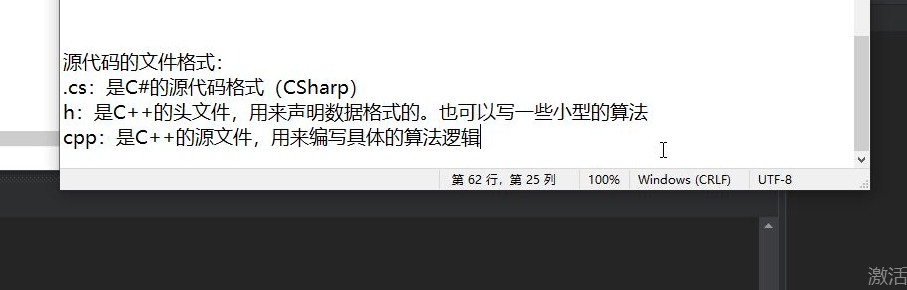 源代码的文件格式：
.cs：是C#的源代码格式（CSharp）
h：是C++的头文件，用来声明数据格式的。也可以写一些小型的算法
cpp：是C++的源文件，用来编写具体的算法逻辑
第 62 行，第 25 列 100% Windows (CRLF) UTF-8
激活